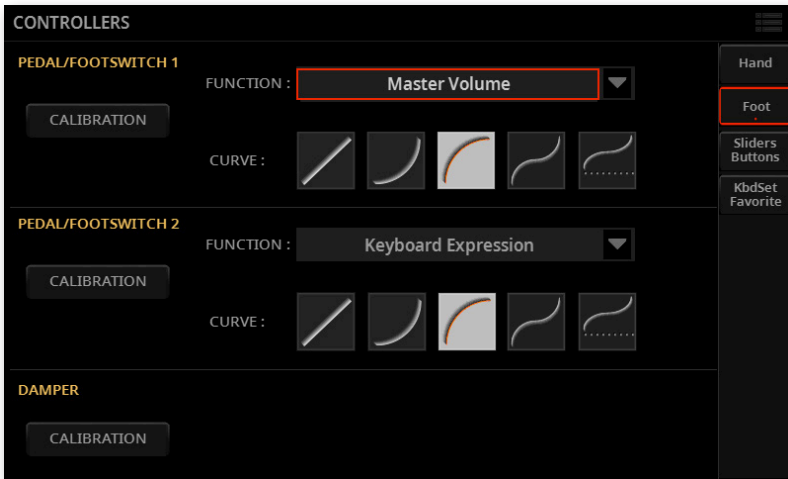 CONTROLLERS
PEDAL/FOOTSWITCH 1
FUNCTION :
Master Volume
CALIBRATION
CURVE :
PEDAL/FOOTSWITCH 2
FUNCTION :
Keyboard Expression
CALIBRATION
CURVE :
DAMPER
CALIBRATION
Hand
Foot
Sliders
Buttons
KbdSet
Favorite